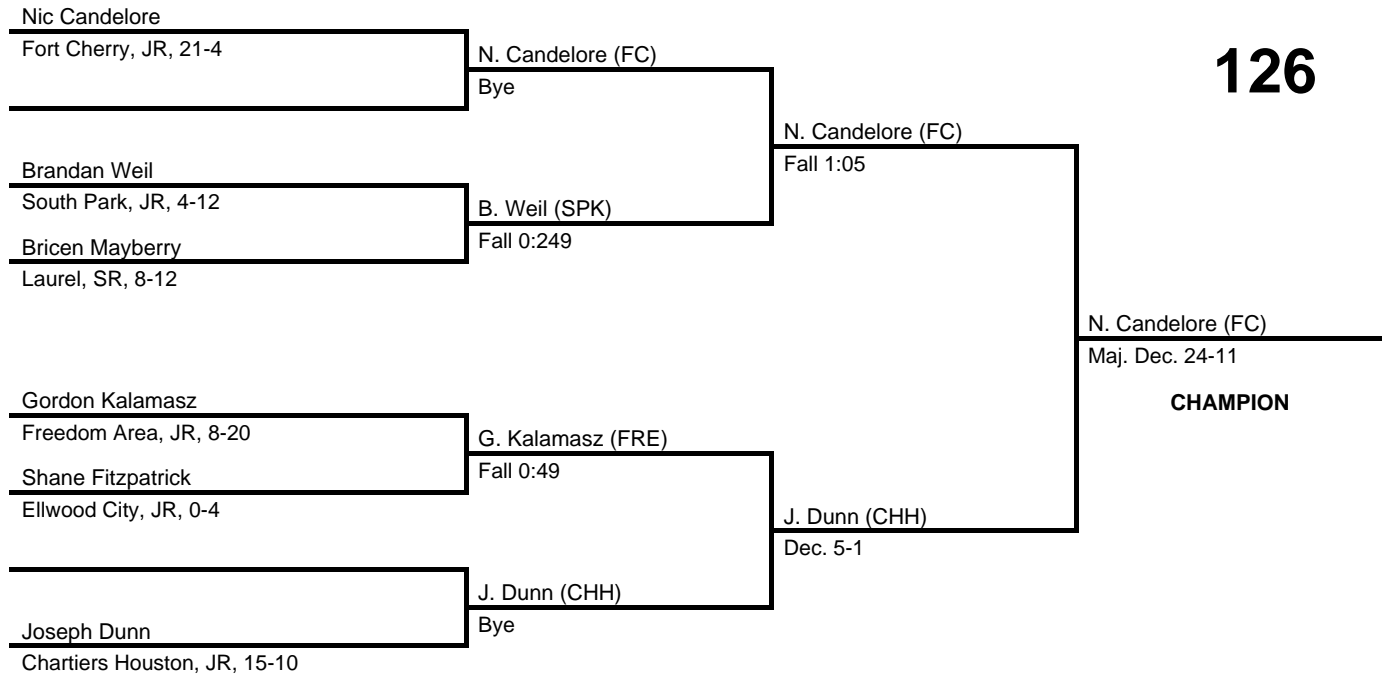 Nic Candelore
Fort Cherry, JR, 21-4
N. Candelore (FC)
Bye
126
N. Candelore (FC)
Fall 1:05
Brandan Weil
South Park, JR, 4-12
B. Weil (SPK)
Fall 0:249
Bricen Mayberry
Laurel, SR, 8-12
N. Candelore (FC)
Maj. Dec. 24-11
CHAMPION
Gordon Kalamasz
Freedom Area, JR, 8-20
G. Kalamasz (FRE)
Fall 0:49
Shane Fitzpatrick
Ellwood City, JR, 0-4
J. Dunn (CHH)
Dec. 5-1
J. Dunn (CHH)
Bye
Joseph Dunn
Chartiers Houston, JR, 15-10